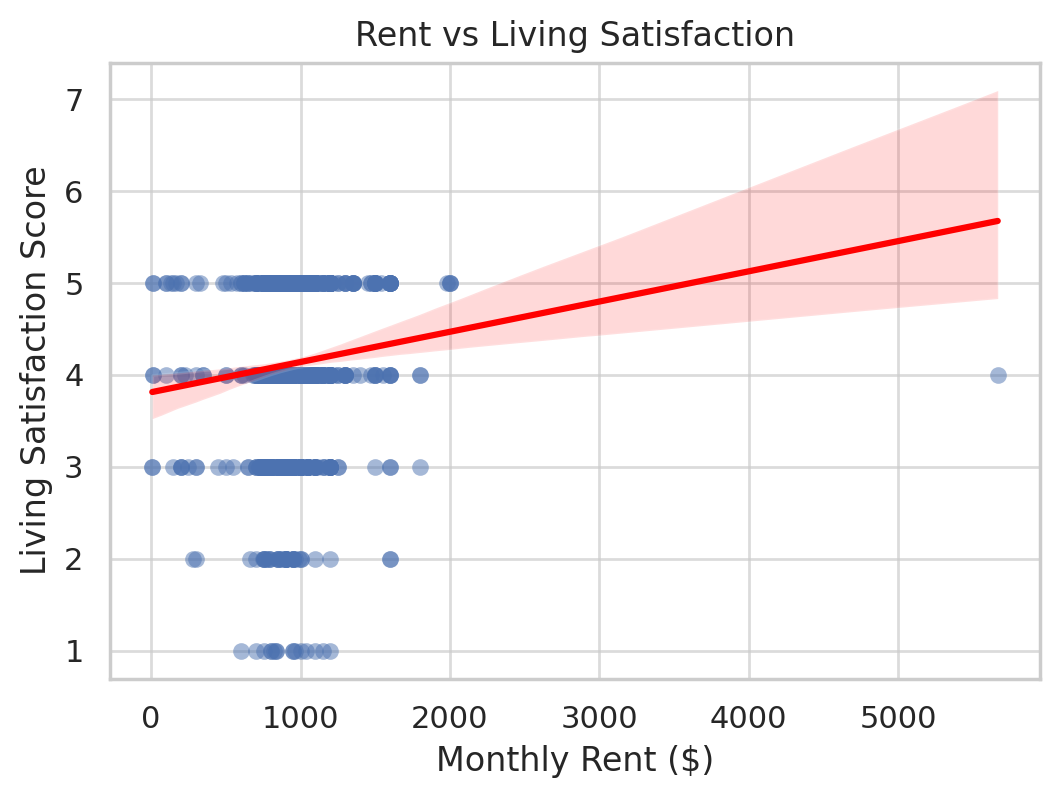 Rent vs Living Satisfaction
Living Satisfaction Score
7
6
5
4
3
2
1
0 1000 2000 3000 4000 5000
Monthly Rent ($)